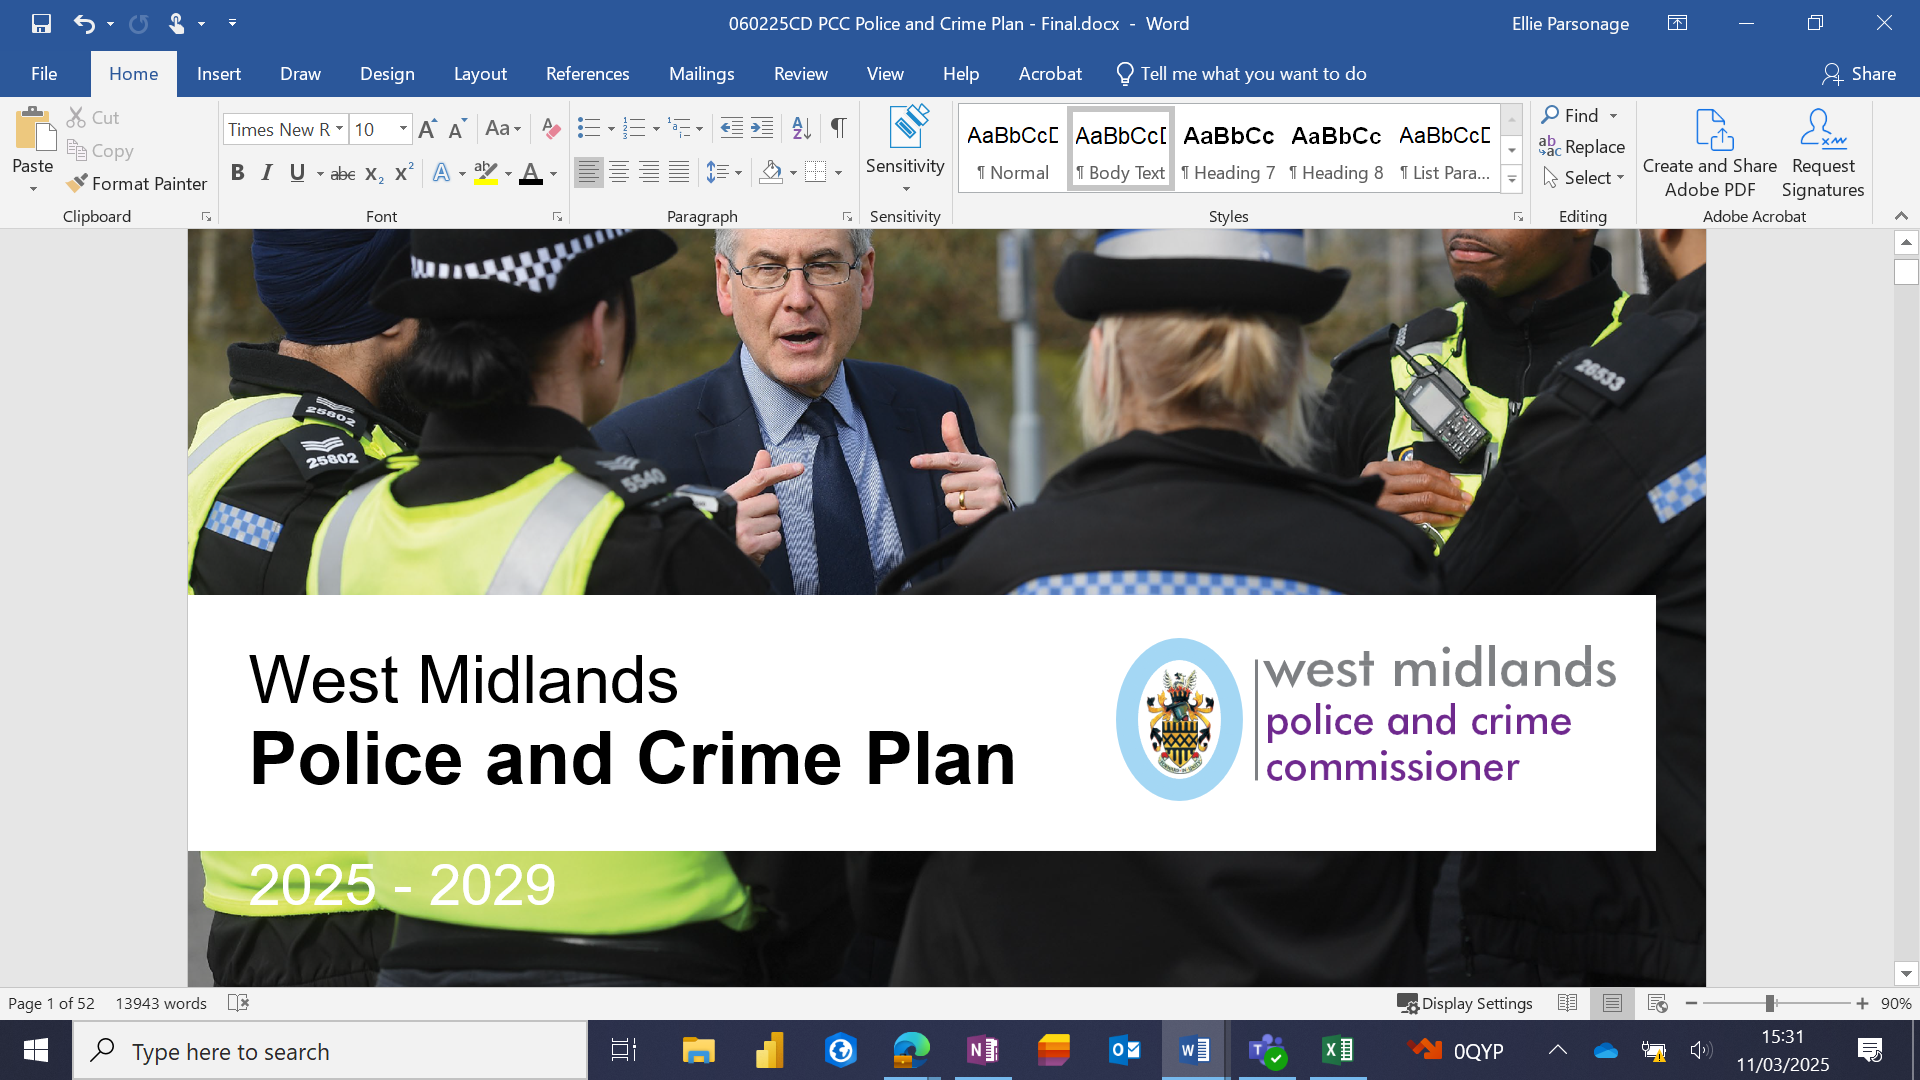 060225CD PCC Police and Crime Plan - Final.docx - Word
Ellie Parsonage
File Home Insert Draw Design Layout References Mailings Review View Help Acrobat Tell me what you want to do Share
Paste
Cut
Copy
Format Painter
Clipboard
Times New R 10
Font
Paragraph
Sensitivity
Sensitivity
AaBbCcD AaBbCcD AaBbCc AaBbCc AaBbCcD
¶ Normal ¶ Body Text ¶ Heading 7 ¶ Heading 8 ¶ List Para...
Styles
Find
Replace
Select
Editing
Create and Share
Adobe PDF
Request
Signatures
Adobe Acrobat
25802
25802
5540
26533
West Midlands
Police and Crime Plan
west midlands
police and crime
commissioner
2025 - 2029
Page 1 of 52 13943 words
Display Settings
90%
Type here to search
0QYP
15:31
11/03/2025